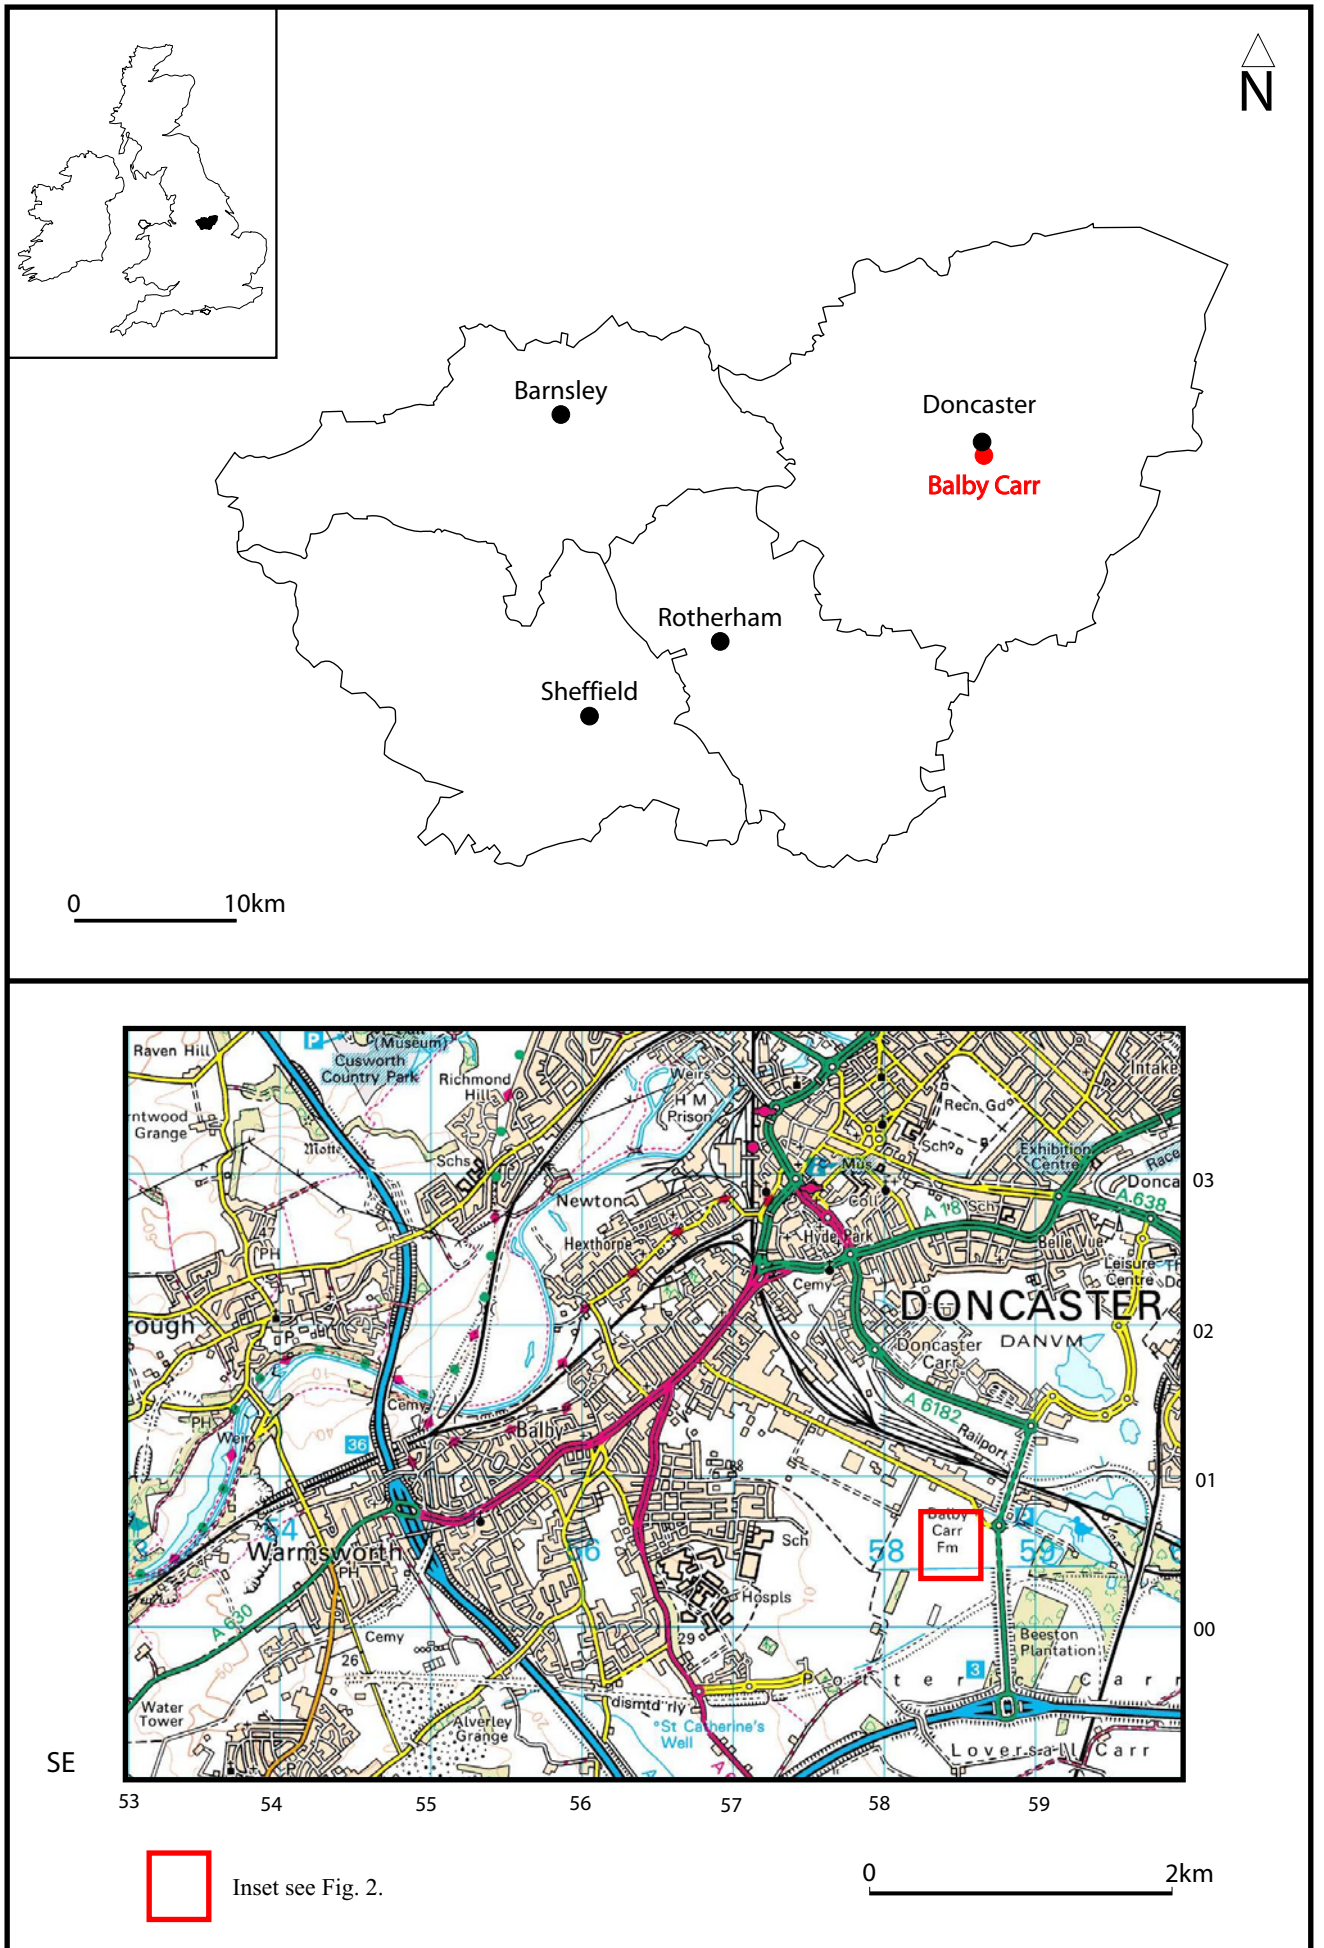 N
Barnsley
Doncaster
Balby Carr
Rotherham
Sheffield
0 10km
Raven Hill
(Museum)
Cusworth
Country Park
Richmond
Hill
Weirs
H M
Prison
Recn Gd
Intake
Grange
Motte
Schs
Mus
Sch
Exhibition
Centre
Race
03
Newton
Coll
A 18
Sch
A 638
Donca
47
PH
Hexthorpe
Hyde Park
Belle Vue
Cemy
Leisure
Centre
DONCASTER
DANVM
02
rough
P
Doncaster
Carr
Cemy
A 6182
PH
Weir
36
Balby
Railport
01
54
Warmsworth
PH
56
Sch
58
Balby
Carr
Fm
59
Hospls
A 630
Cemy
26
29
00
Beeston
Plantation
3
Potter Carr
Water
Tower
Alverley
Grange
dismtd rly
St Catherine's
Well
Loversall Carr
SE
53 54 55 56 57 58 59
Inset see Fig. 2.
0 2km